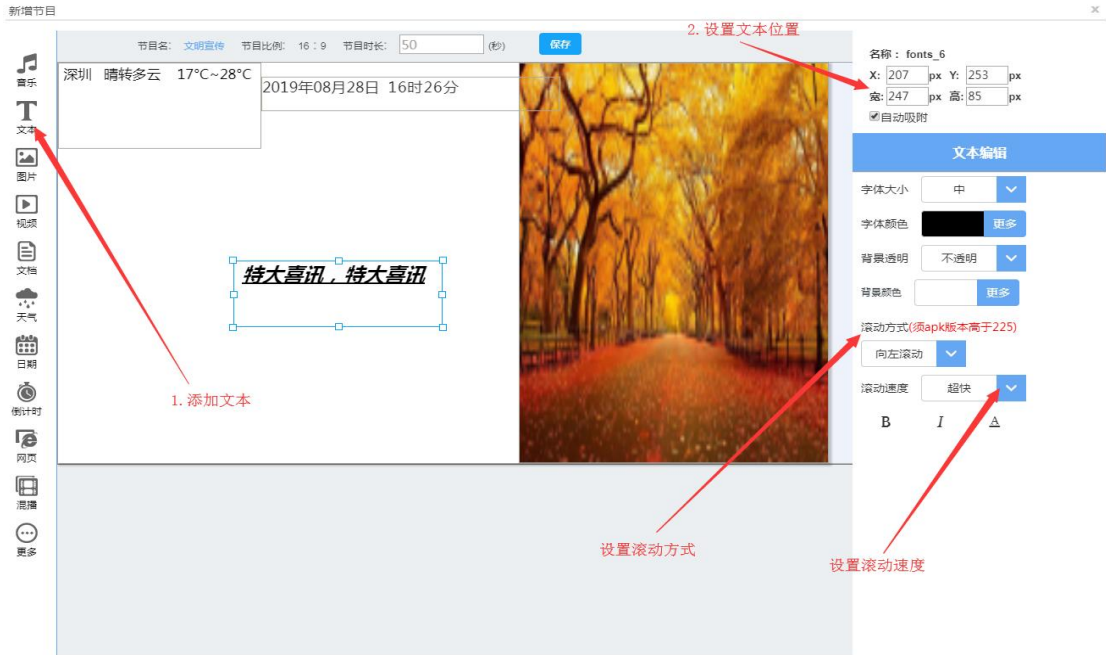 新增节目 ×
2. 设置文本位置
节目名: 文明宣传 节目比例: 16:9 节目时长: 50 (秒) 保存
音乐
文本
图片
视频
文档
天气
日期
倒计时
网页
混播
更多
深圳 晴转多云 17°C~28°C
2019年08月28日 16时26分
特大喜讯，特大喜讯
1. 添加文本
设置滚动方式
设置滚动速度
名称： fonts_6
X: 207 px Y: 253 px
宽: 247 px 高: 85 px
自动吸附
文本编辑
字体大小 中
字体颜色 更多
背景透明 不透明
背景颜色 更多
滚动方式(须apk版本高于225)
向左滚动
滚动速度 超快
B I A